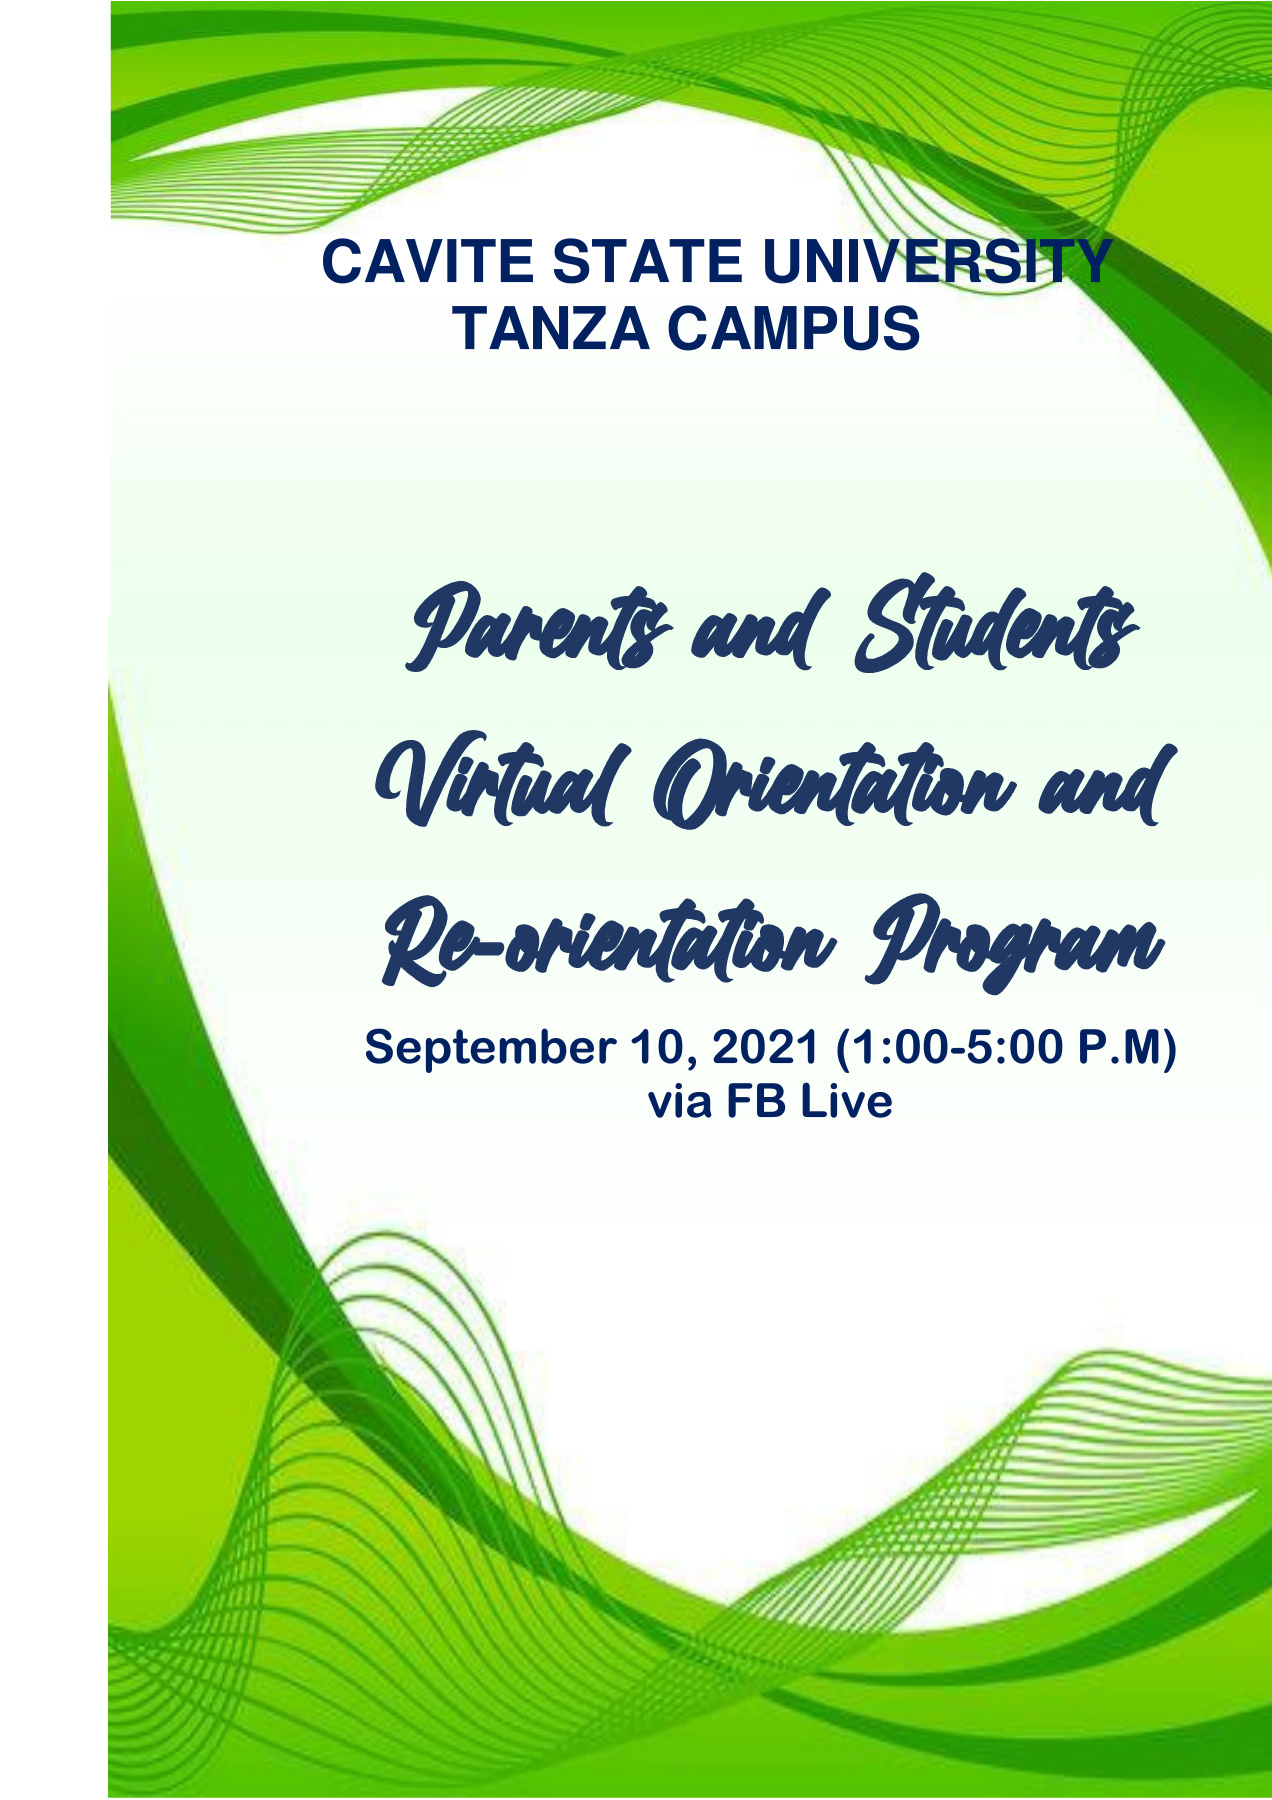 CAVITE STATE UNIVERSITY
TANZA CAMPUS
Parents and Students
Virtual Orientation and
Re-orientation Program
September 10, 2021 (1:00-5:00 P.M)
via FB Live